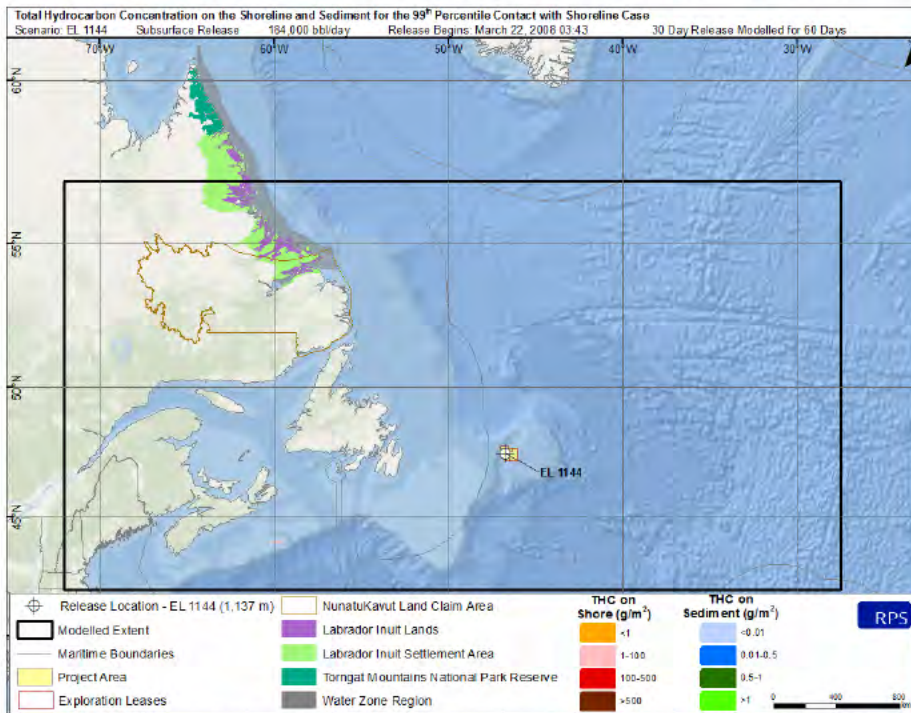 Total Hydrocarbon Concentration on the Shoreline and Sediment for the 99th Percentile Contact with Shoreline Case
Scenario: EL 1144 Subsurface Release 184,000 bbl/day Release Begins: March 22, 2008 03:43 30 Day Release Modelled for 60 Days
70°W 60°W 50°W 40°W 30°W
60°N
55°N
50°N
EL 1144
45°N
Release Location - EL 1144 (1,137 m)
Modelled Extent
Maritime Boundaries
Project Area
Exploration Leases
NunatuKavut Land Claim Area
Labrador Inuit Lands
Labrador Inuit Settlement Area
Torngat Mountains National Park Reserve
Water Zone Region
THC on
Shore (g/m²)
<1
1-100
100-500
>500
THC on
Sediment (g/m²)
<0.01
0.01-0.5
0.5-1
>1
RPS
0 400 800
km